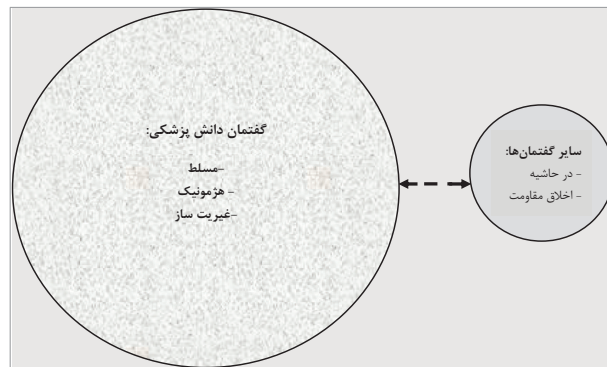 گفتمان دانش پزشکی:
-مسلط
- هژمونیک
-غیریت ساز
سایر گفتمان‌ها:
- در حاشیه
- اخلاق مقاومت